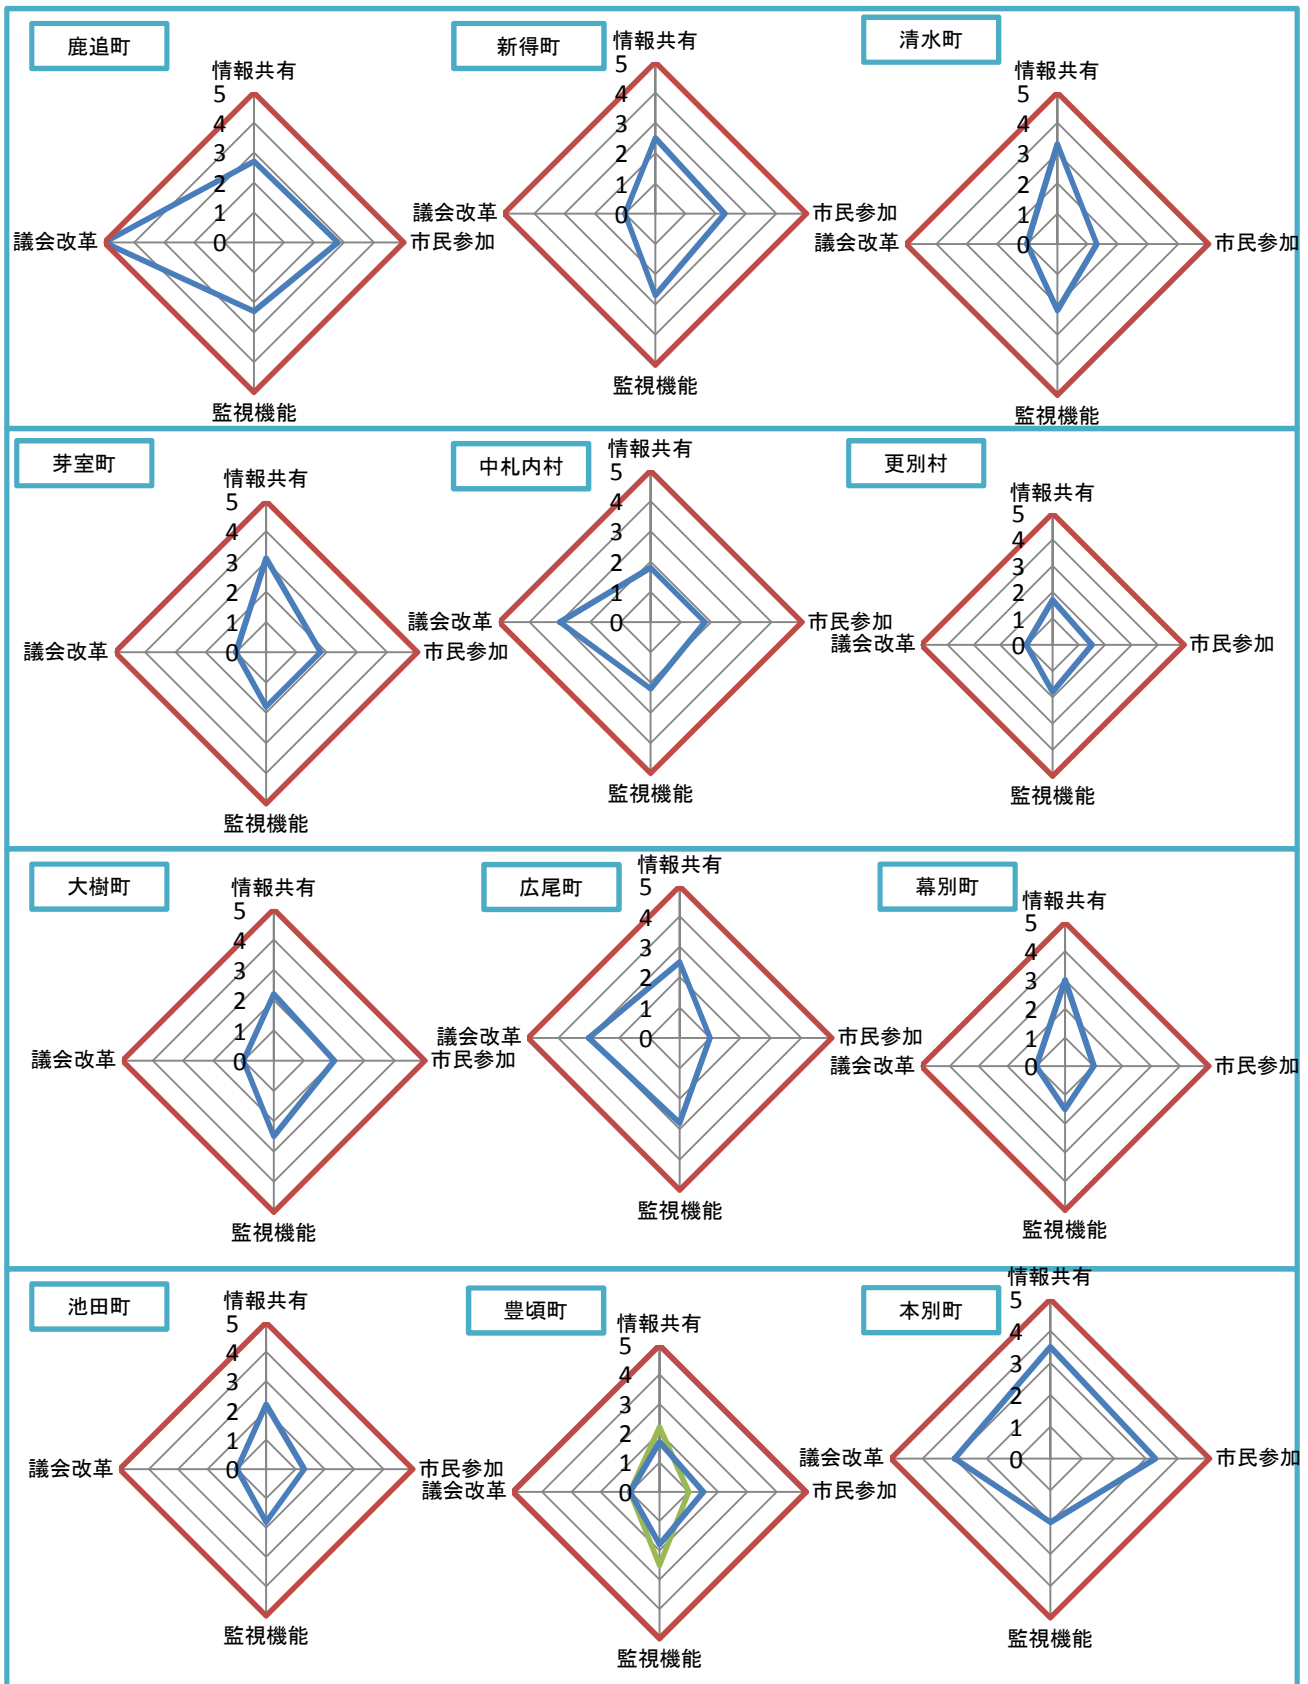 鹿追町
情報共有
5
4
3
2
1
0
議会改革
市民参加
監視機能
新得町
情報共有
5
4
3
2
1
0
議会改革
市民参加
監視機能
清水町
情報共有
5
4
3
2
1
0
議会改革
市民参加
監視機能
芽室町
情報共有
5
4
3
2
1
0
議会改革
市民参加
監視機能
中札内村
情報共有
5
4
3
2
1
0
議会改革
市民参加
監視機能
更別村
情報共有
5
4
3
2
1
0
議会改革
市民参加
監視機能
大樹町
情報共有
5
4
3
2
1
0
議会改革
市民参加
監視機能
広尾町
情報共有
5
4
3
2
1
0
議会改革
市民参加
監視機能
幕別町
情報共有
5
4
3
2
1
0
議会改革
市民参加
監視機能
池田町
情報共有
5
4
3
2
1
0
議会改革
市民参加
監視機能
豊頃町
情報共有
5
4
3
2
1
0
議会改革
市民参加
監視機能
本別町
情報共有
5
4
3
2
1
0
議会改革
市民参加
監視機能